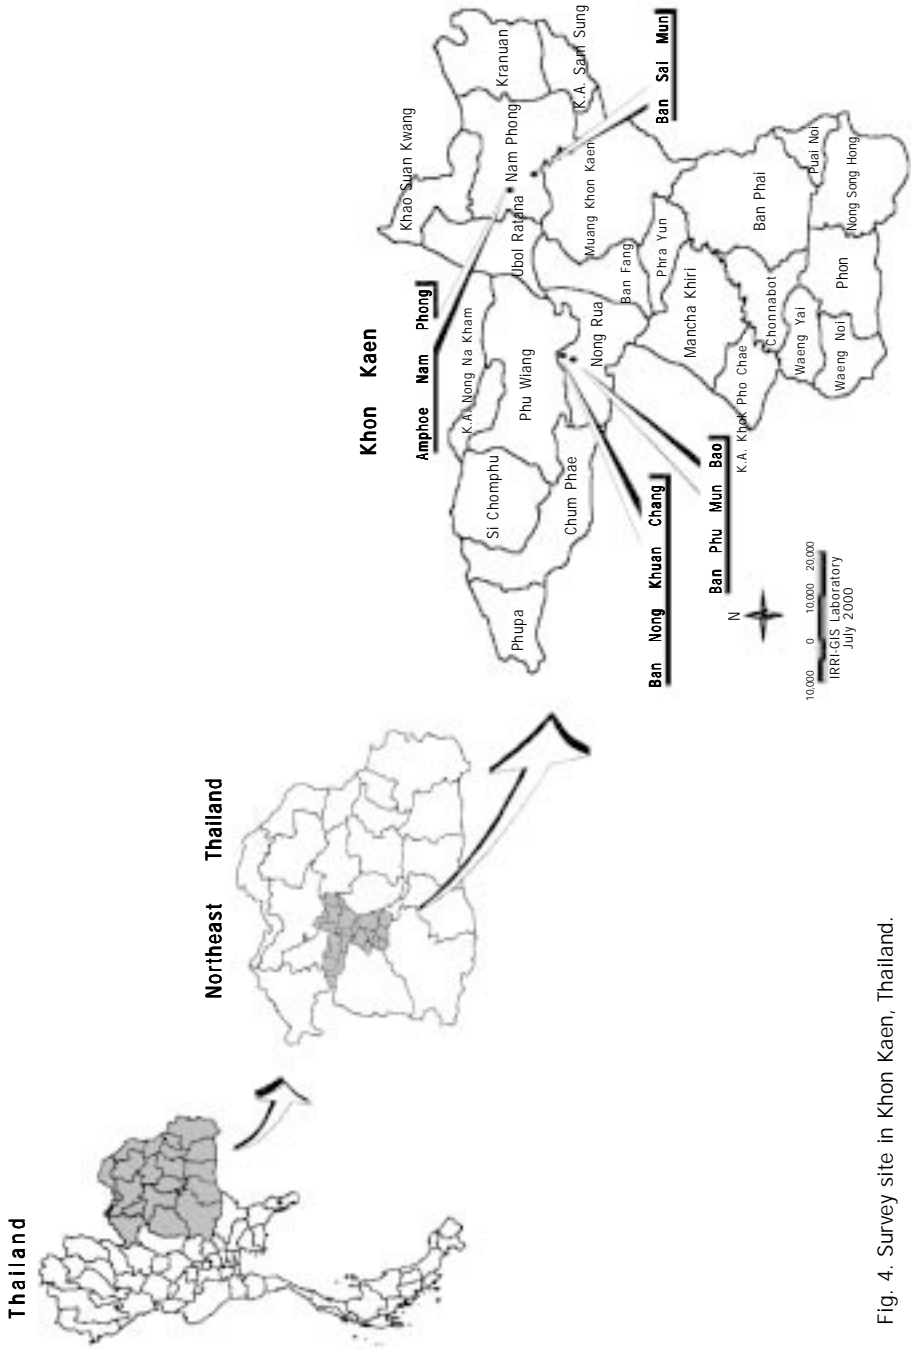 Thailand
Northeast Thailand
Khon Kaen
Amphoe Nam Phong
Khao Suan Kwang
Kranuan
K.A. Sam Sung
Nam Phong
Ubol Ratana
K.A. Nong Na Kham
Phu Wiang
Si Chomphu
Chum Phae
Phupa
Nong Rua
Ban Fang
Muang Khon Kaen
Phra Yun
Mancha Khiri
K.A. Khok Pho Chae
Chonnabot
Ban Phai
Puai Noi
Nong Song Hong
Phon
Waeng Yai
Waeng Noi
Ban Sai Mun
Ban Nong Khuan Chang
Ban Phu Mun Bao
N
10,000 0 10,000 20,000
IRRI-GIS Laboratory
July 2000
Fig. 4. Survey site in Khon Kaen, Thailand.